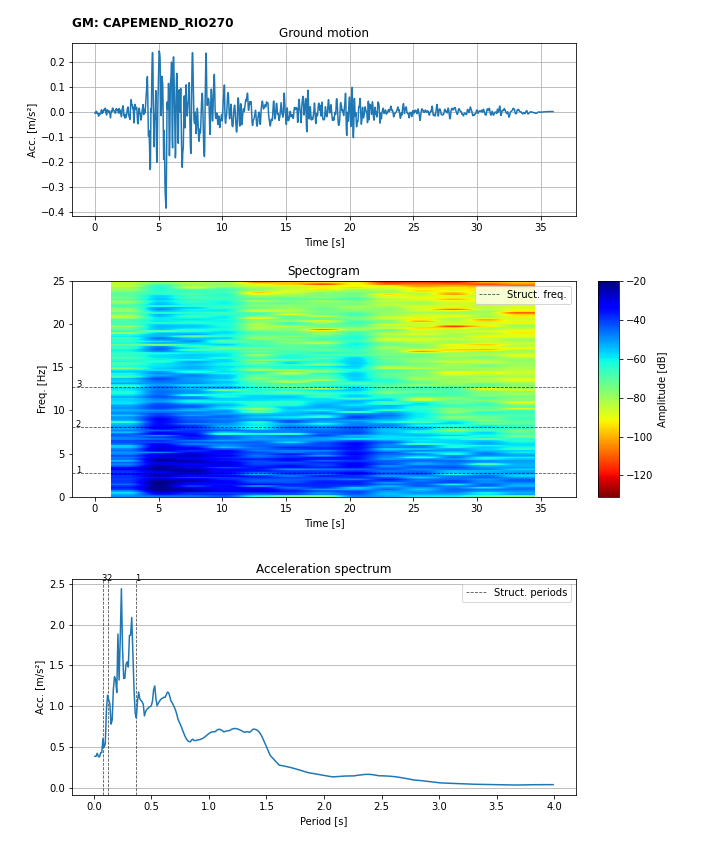 GM: CAPEMEND_RIO270
Ground motion
0.2
0.1
0.0
−0.1
−0.2
−0.3
−0.4
Acc. [m/s²]
0 5 10 15 20 25 30 35
Time [s]
Spectogram
25
20
15
10
5
0
Freq. [Hz]
3
2
1
Struct. freq.
0 5 10 15 20 25 30 35
Time [s]
−20
−40
−60
−80
−100
−120
Amplitude [dB]
Acceleration spectrum
32 1
2.5
2.0
1.5
1.0
0.5
0.0
Acc. [m/s²]
Struct. periods
0.0 0.5 1.0 1.5 2.0 2.5 3.0 3.5 4.0
Period [s]